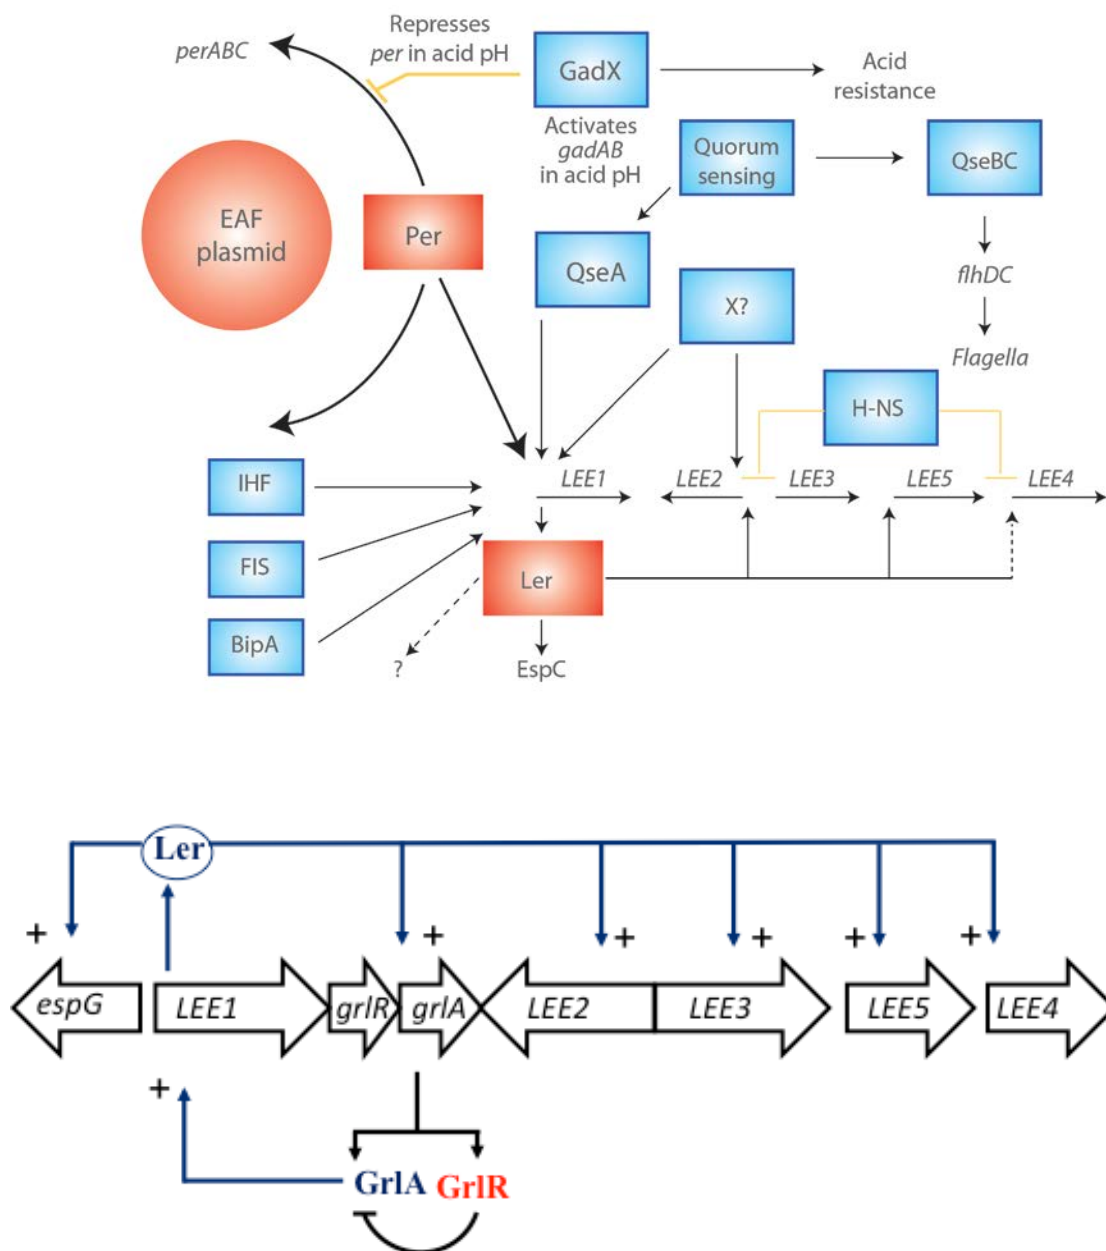 Represses
per in acid pH
perABC
GadX
Acid
resistance
Activates
gadAB
in acid pH
Quorum
sensing
QseBC
EAF
plasmid
Per
QseA
flhDC
X?
Flagella
H-NS
IHF
LEE1
LEE2
LEE3
LEE5
LEE4
FIS
Ler
BipA
?
EspC
Ler
+
+
+
+
+
+
espG
LEE1
grlR
grlA
LEE2
LEE3
LEE5
LEE4
+
GrlA
GrlR